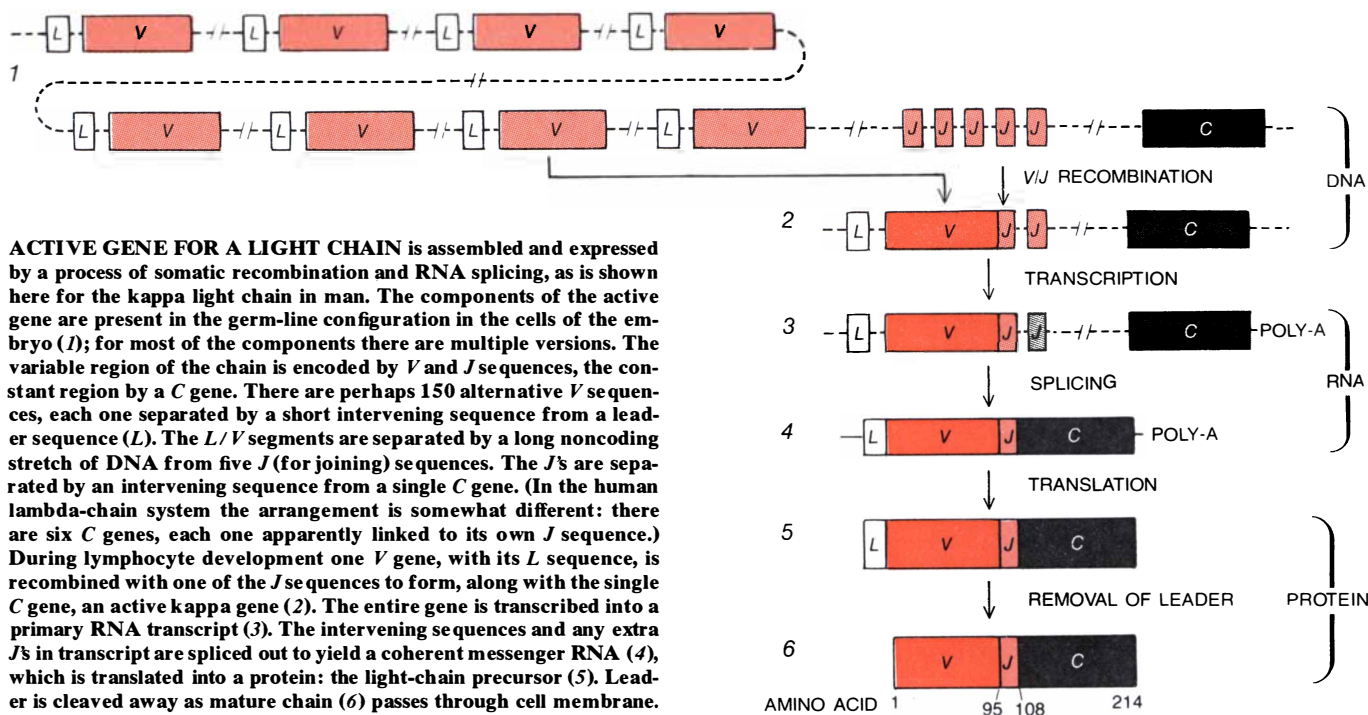 L V L V L V L V
1
L V L V L V L V J J J J J C
V/J RECOMBINATION
DNA
2 L V J J C
TRANSCRIPTION
3 L V J J C POLY-A
RNA
SPLICING
4 L V J C POLY-A
TRANSLATION
5 L V J C
REMOVAL OF LEADER
PROTEIN
6 V J C
AMINO ACID 1 95 108 214
ACTIVE GENE FOR A LIGHT CHAIN is assembled and expressed
by a process of somatic recombination and RNA splicing, as is shown
here for the kappa light chain in man. The components of the active
gene are present in the germ-line configuration in the cells of the em-
bryo (1); for most of the components there are multiple versions. The
variable region of the chain is encoded by V and J sequences, the con-
stant region by a C gene. There are perhaps 150 alternative V sequen-
ces, each one separated by a short intervening sequence from a lead-
er sequence (L). The L/V segments are separated by a long noncoding
stretch of DNA from five J (for joining) sequences. The J's are sepa-
rated by an intervening sequence from a single C gene. (In the human
lambda-chain system the arrangement is somewhat different: there
are six C genes, each one apparently linked to its own J sequence.)
During lymphocyte development one V gene, with its L sequence, is
recombined with one of the J sequences to form, along with the single
C gene, an active kappa gene (2). The entire gene is transcribed into a
primary RNA transcript (3). The intervening sequences and any extra
J's in transcript are spliced out to yield a coherent messenger RNA (4),
which is translated into a protein: the light-chain precursor (5). Lead-
er is cleaved away as mature chain (6) passes through cell membrane.